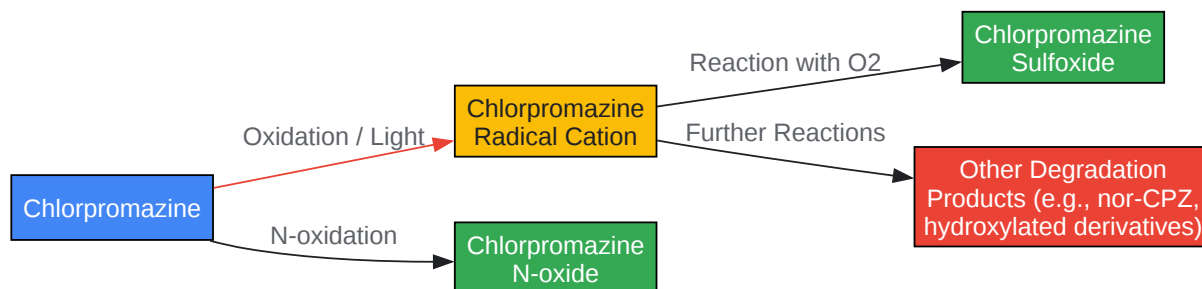 Chlorpromazine
Oxidation / Light
N-oxidation
Chlorpromazine
Radical Cation
Chlorpromazine
N-oxide
Reaction with O2
Further Reactions
Chlorpromazine
Sulfoxide
Other Degradation
Products (e.g., nor-CPZ,
hydroxylated derivatives)